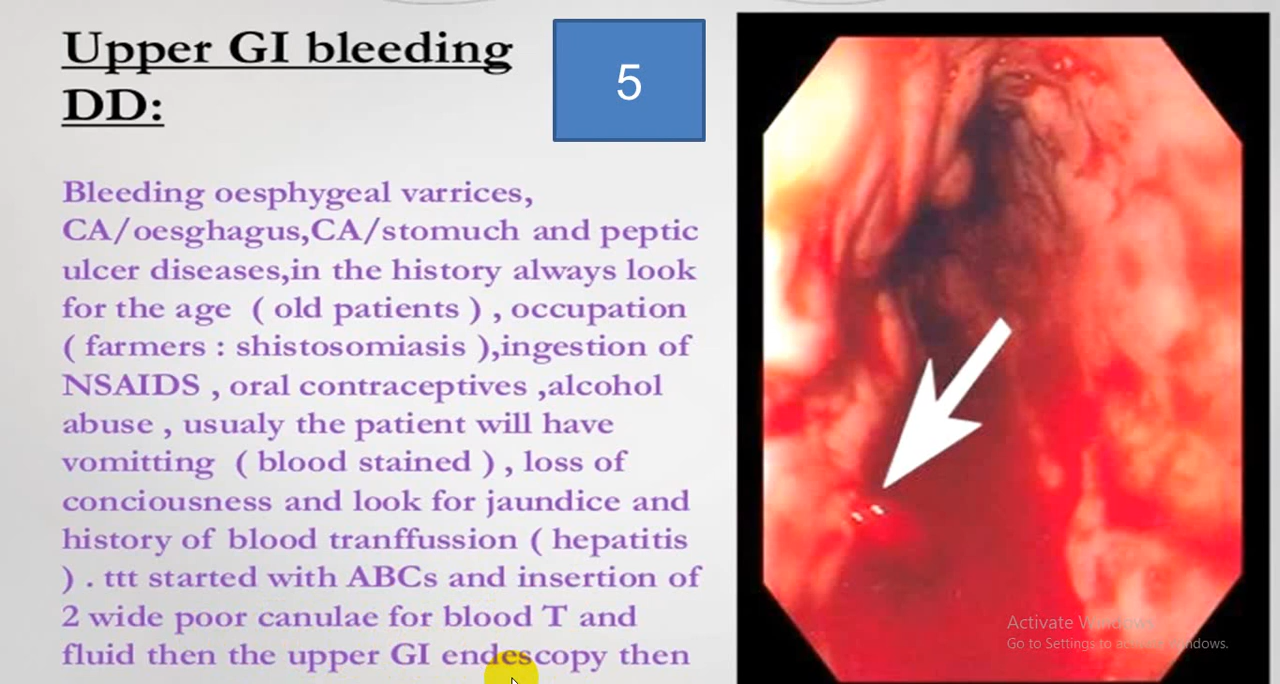 Upper GI bleeding
DD:
5
Bleeding oesphygeal varrices,
CA/oesghagus,CA/stomuch and peptic
ulcer diseases,in the history always look
for the age ( old patients ) , occupation
( farmers : shistosomiasis ),ingestion of
NSAIDS , oral contraceptives ,alcohol
abuse , usualy the patient will have
vomitting ( blood stained ) , loss of
conciousness and look for jaundice and
history of blood tranffussion ( hepatitis
) . ttt started with ABCs and insertion of
2 wide poor canulae for blood T and
fluid then the upper GI endescopy then
Activate Windows
Go to Settings to activate Windows.